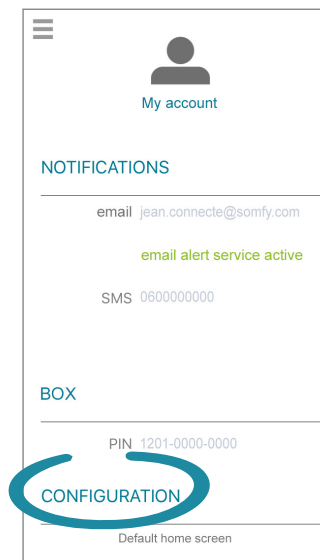 My account
NOTIFICATIONS
email jean.connecte@somfy.com
email alert service active
SMS 0600000000
BOX
PIN 1201-0000-0000
CONFIGURATION
Default home screen